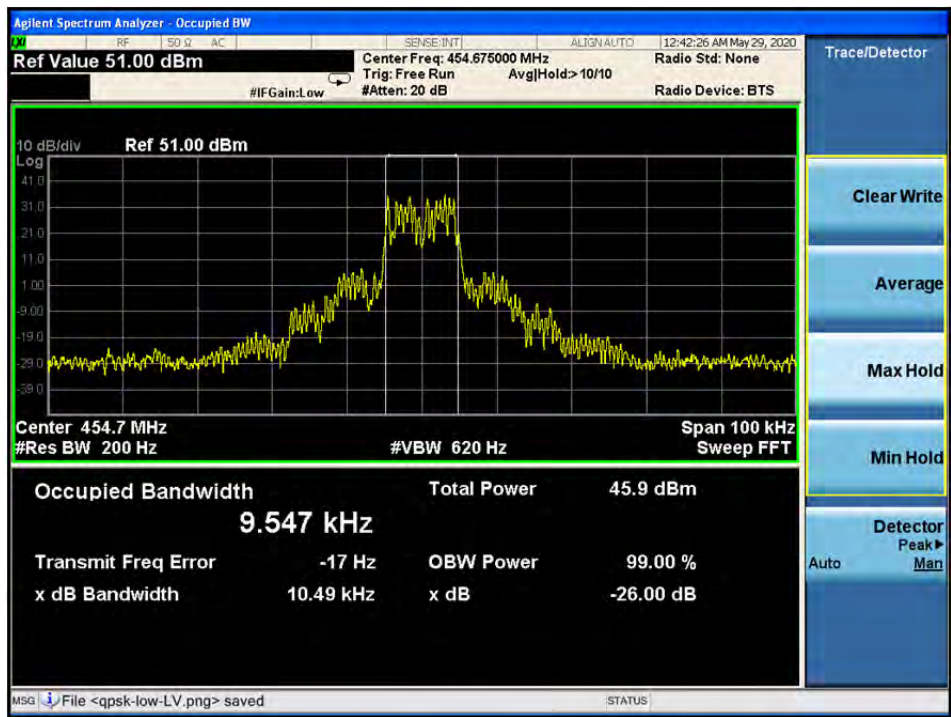 Agilent Spectrum Analyzer - Occupied BW
LXI RF 50 Ω AC SENSE:INT ALIGN AUTO 12:42:26 AM May 29, 2020
Ref Value 51.00 dBm
Center Freq: 454.675000 MHz
Radio Std: None
Trig: Free Run Avg|Hold:> 10/10
#IFGain:Low
#Atten: 20 dB
Radio Device: BTS
10 dB/div Ref 51.00 dBm
Log
41.0
31.0
21.0
11.0
1.00
-9.00
-19.0
-29.0
-39.0
Center 454.7 MHz
Span 100 kHz
#Res BW 200 Hz
#VBW 620 Hz
Sweep FFT
Occupied Bandwidth
9.547 kHz
Total Power 45.9 dBm
Transmit Freq Error -17 Hz
OBW Power 99.00 %
x dB Bandwidth 10.49 kHz
x dB -26.00 dB
MSG File <qpsk-low-LV.png> saved
STATUS
Trace/Detector
Clear Write
Average
Max Hold
Min Hold
Detector
Peak
Auto Man